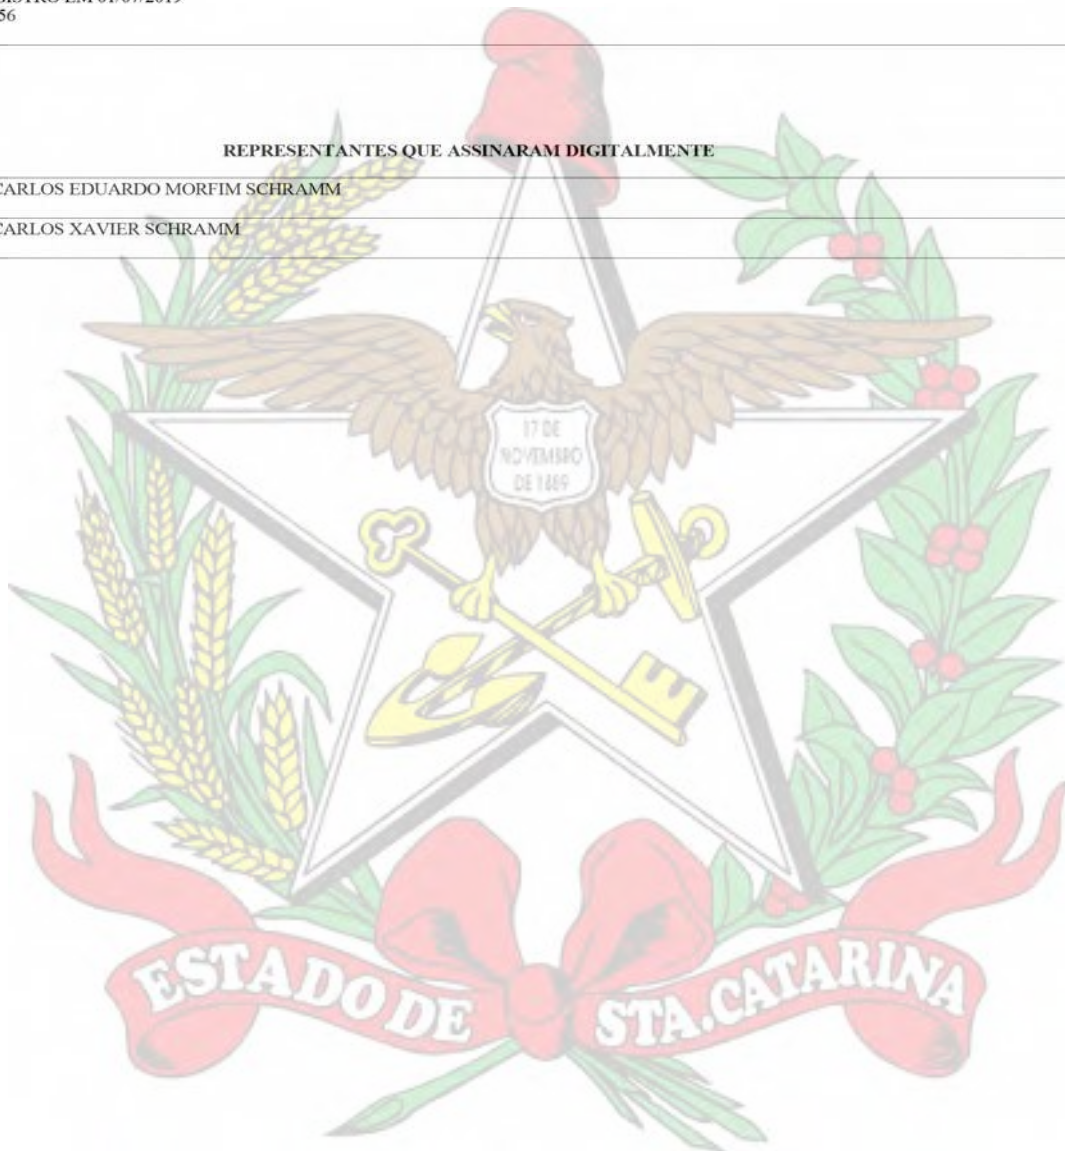 56
REPRESENTANTES QUE ASSINARAM DIGITALMENTE
CARLOS EDUARDO MORFIM SCHRAMM
CARLOS XAVIER SCHRAMM
17 DE
NOVEMBRO
DE 1889
ESTADO DE STA.CATARINA